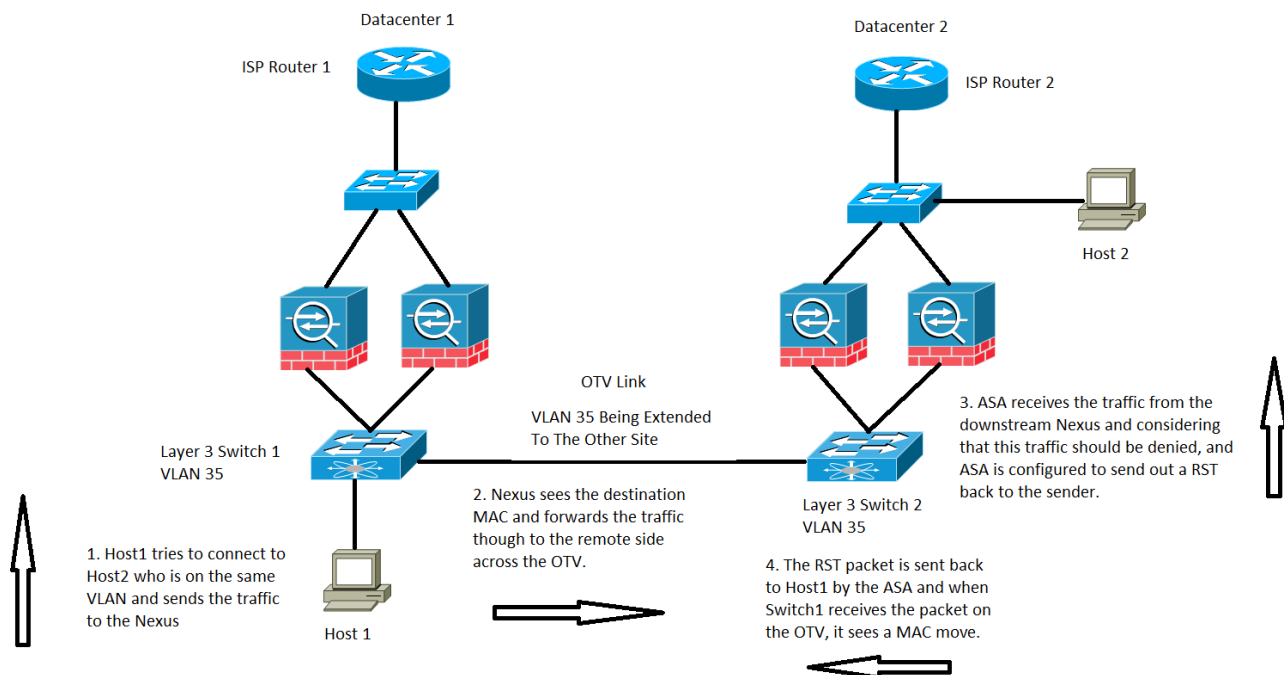 Datacenter 1
Datacenter 2
ISP Router 1
ISP Router 2
Host 2
OTV Link
VLAN 35 Being Extended
To The Other Site
Layer 3 Switch 1
VLAN 35
Layer 3 Switch 2
VLAN 35
3. ASA receives the traffic from the
downstream Nexus and considering
that this traffic should be denied, and
ASA is configured to send out a RST
back to the sender.
1. Host1 tries to connect to
Host2 who is on the same
VLAN and sends the traffic
to the Nexus
Host 1
2. Nexus sees the destination
MAC and forwards the traffic
though to the remote side
across the OTV.
4. The RST packet is sent back
to Host1 by the ASA and when
Switch1 receives the packet on
the OTV, it sees a MAC move.